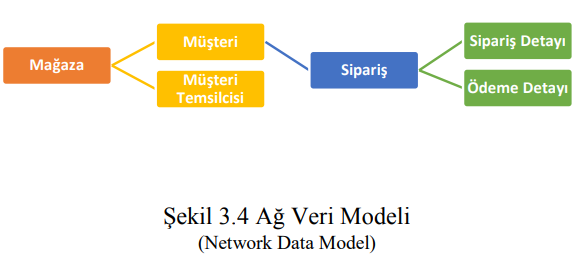 Mağaza
Müşteri
Müşteri
Temsilcisi
Sipariş
Sipariş Detayı
Ödeme Detayı
Şekil 3.4 Ağ Veri Modeli
(Network Data Model)